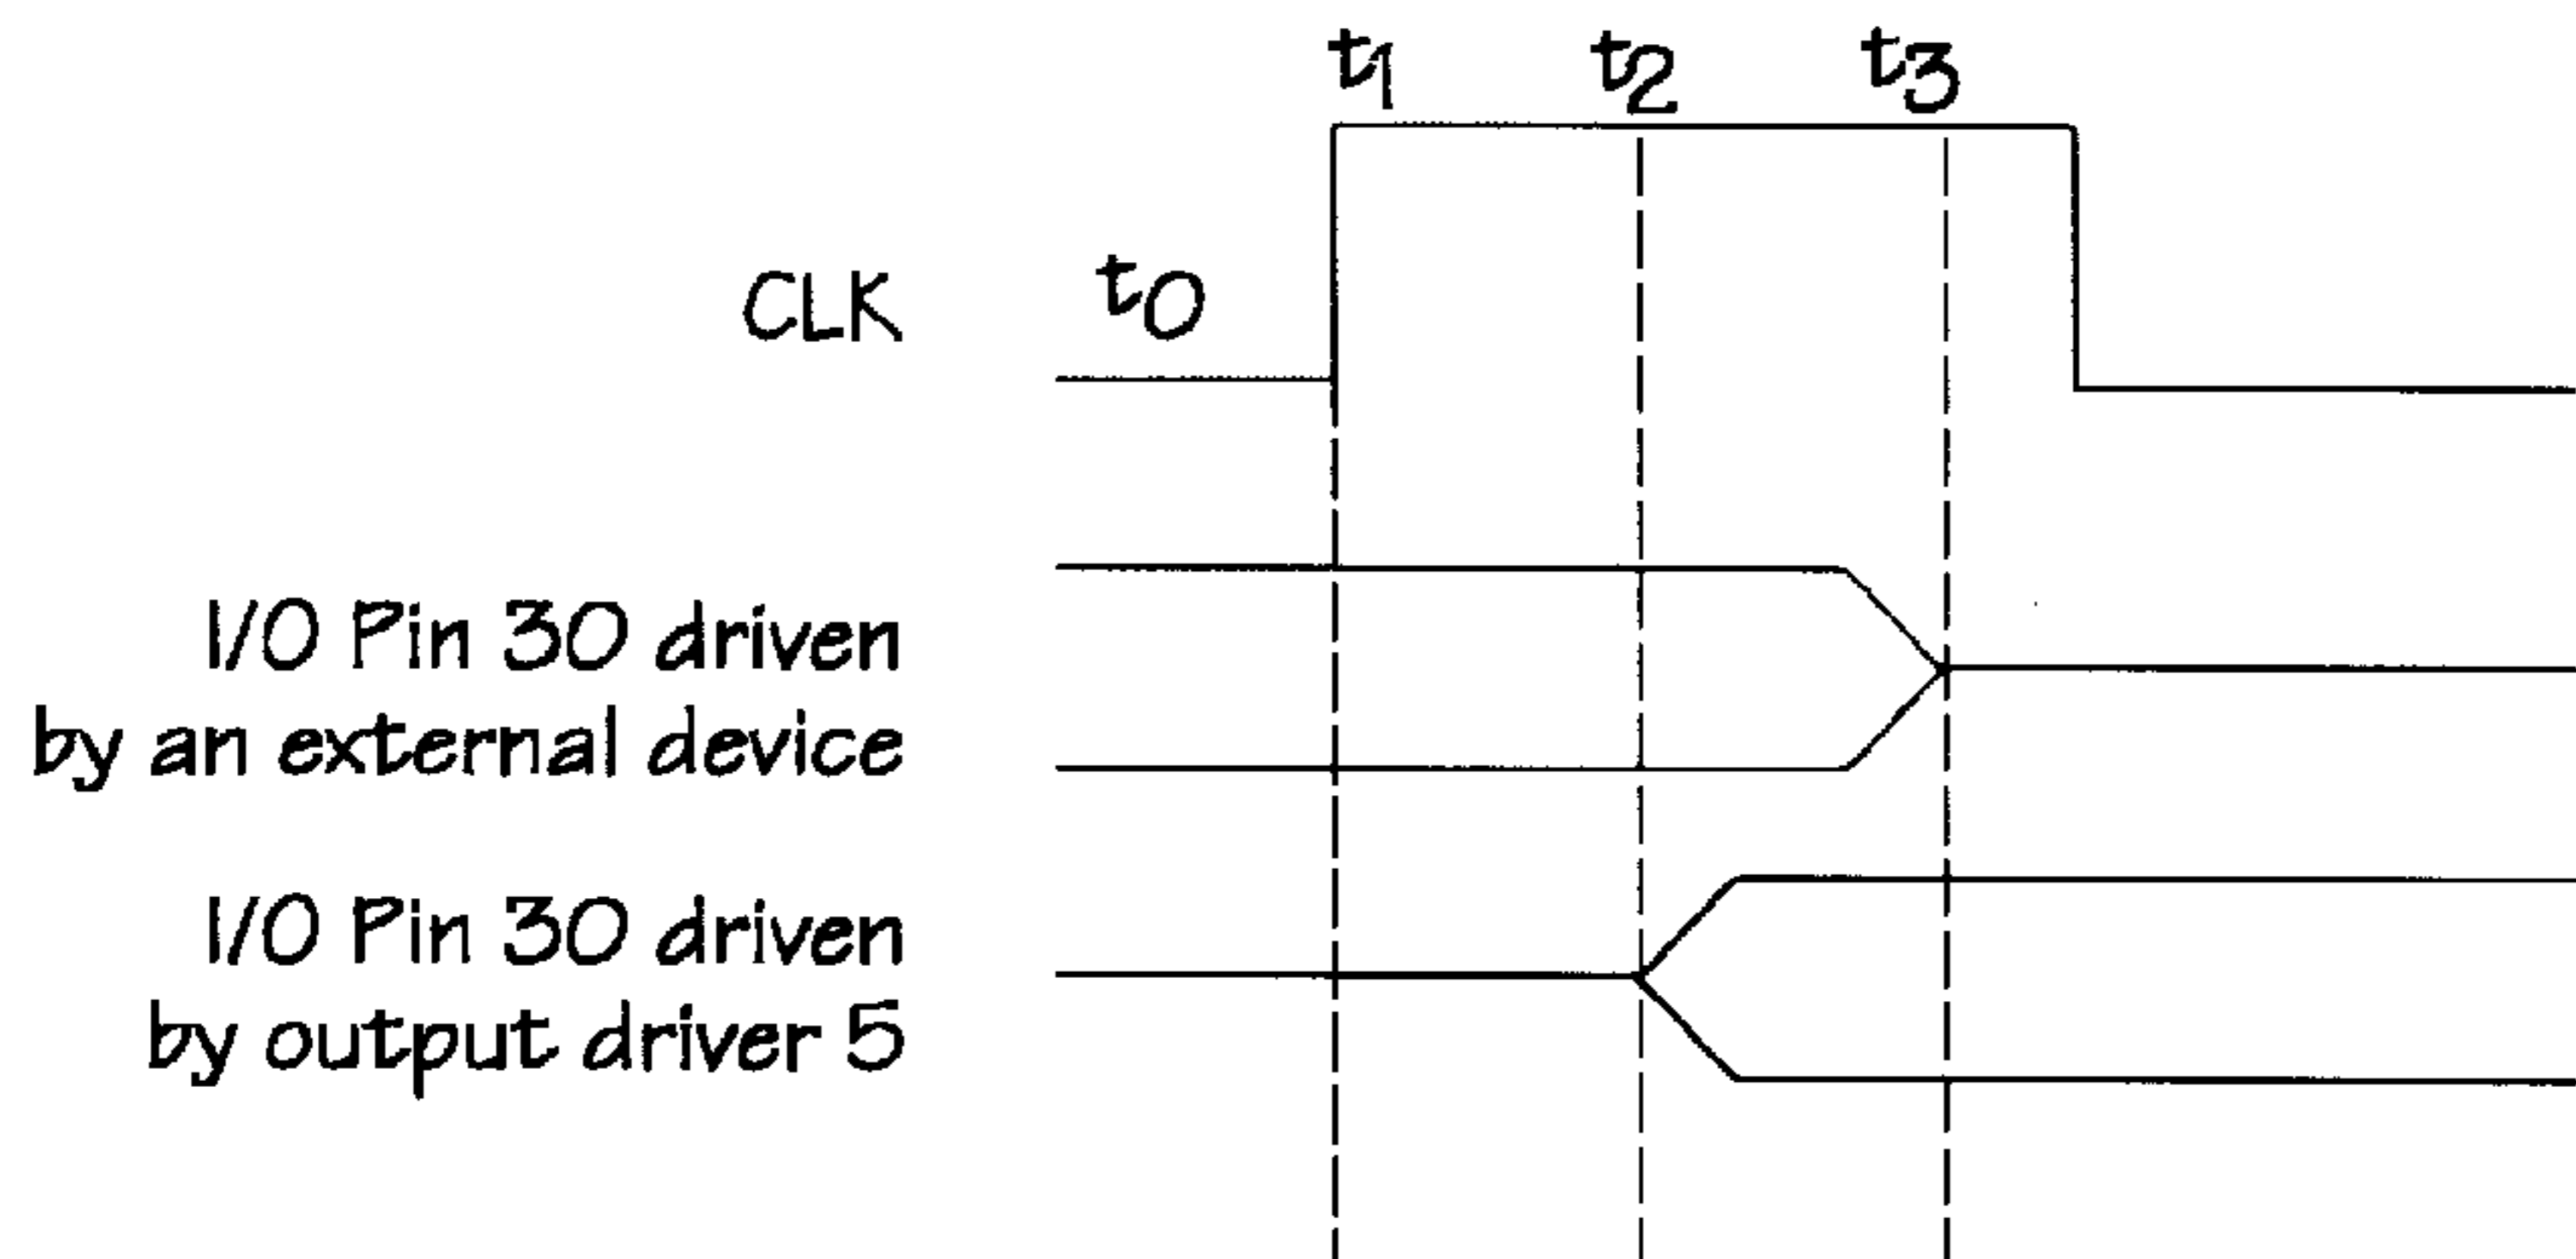 t1 t2 t3
CLK t0
I/O Pin 30 driven
by an external device
I/O Pin 30 driven
by output driver 5